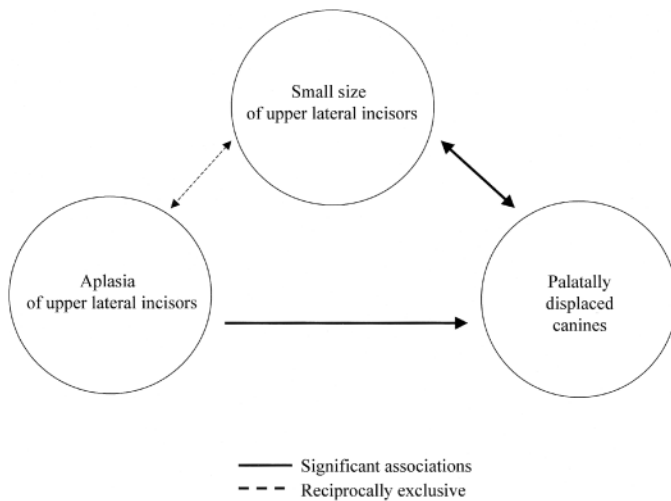 Small size
of upper lateral incisors
Aplasia
of upper lateral incisors
Palatally
displaced
canines
Significant associations
Reciprocally exclusive